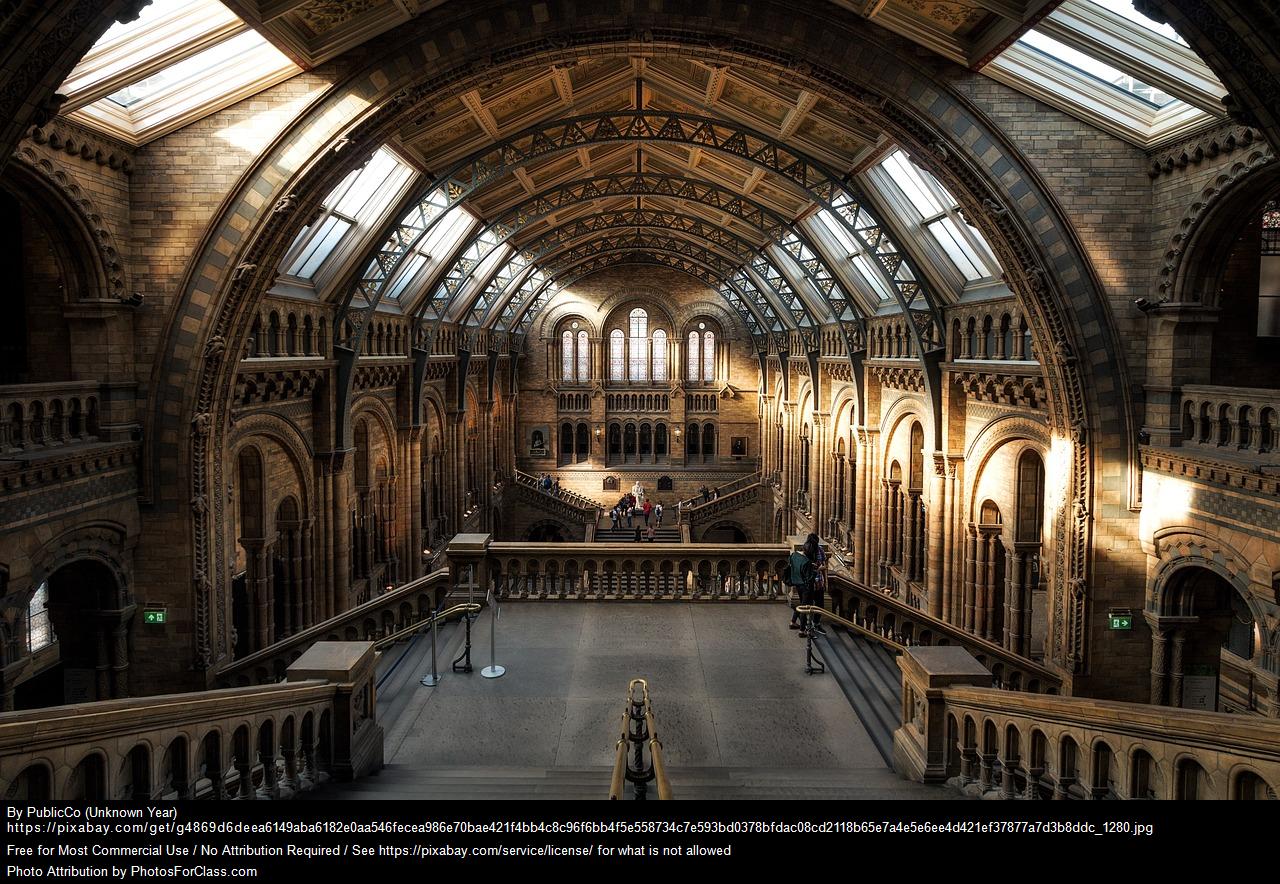 By PublicCo (Unknown Year)
https://pixabay.com/get/g4869d6deea6149aba6182e0aa546fecea986e70bae421f4bb4c8c96f6bb4f5e558734c7e593bd0378bfdac08cd2118b65e7a4e5e6ee4d421ef37877a7d3b8ddc_1280.jpg
Free for Most Commercial Use / No Attribution Required / See https://pixabay.com/service/license/ for what is not allowed
Photo Attribution by PhotosForClass.com